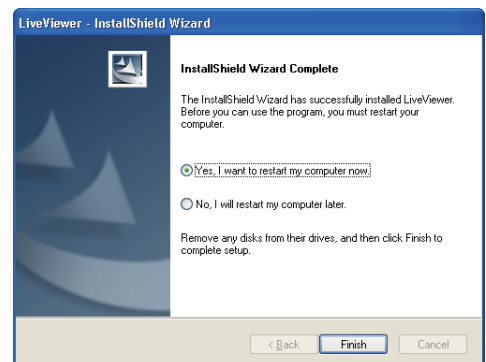 LiveViewer - InstallShield Wizard
InstallShield Wizard Complete
The InstallShield Wizard has successfully installed LiveViewer.
Before you can use the program, you must restart your
computer.
Yes, I want to restart my computer now.
No, I will restart my computer later.
Remove any disks from their drives, and then click Finish to
complete setup.
< Back Finish Cancel